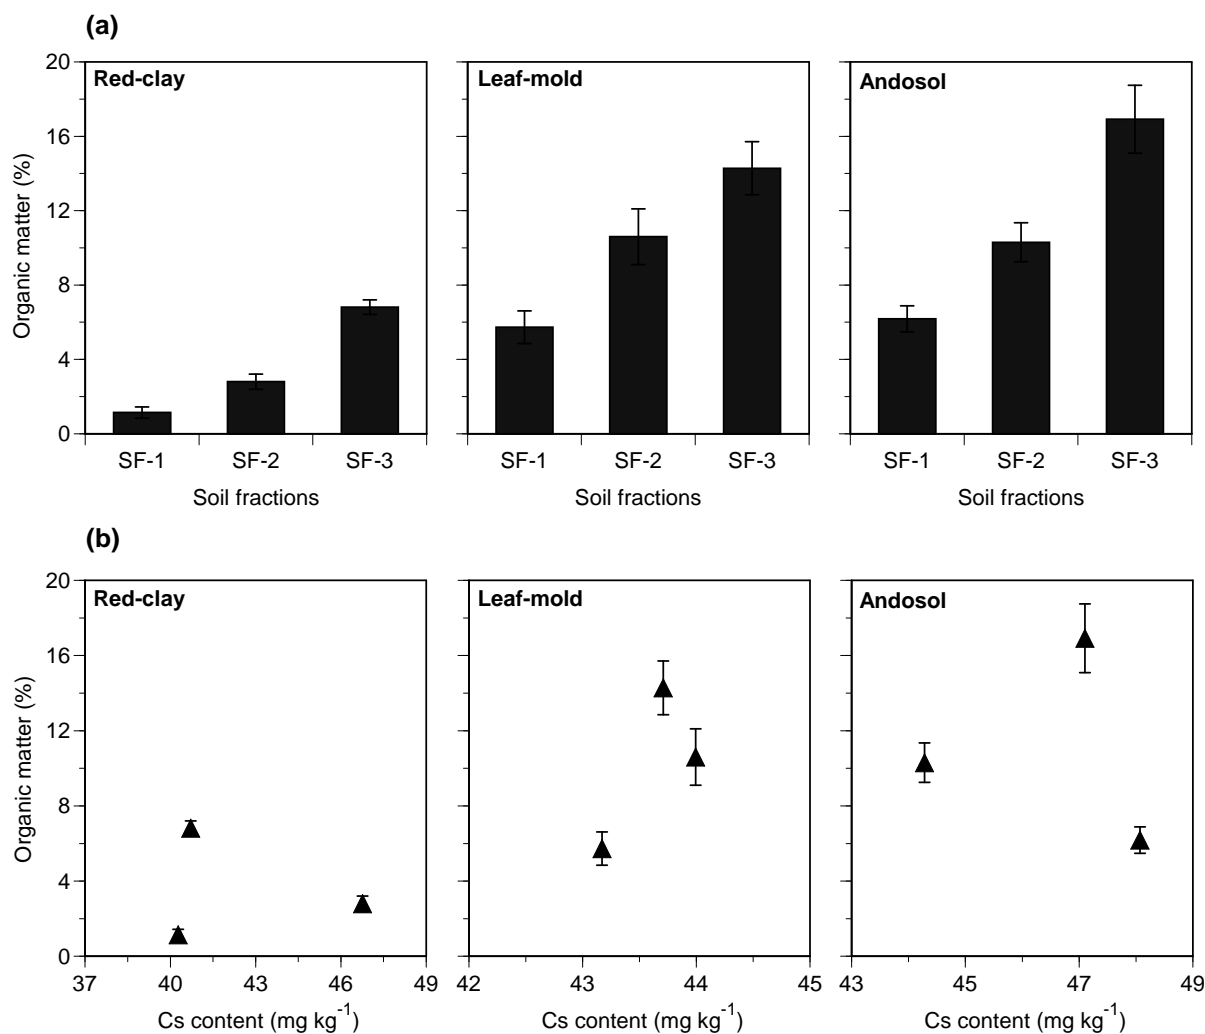 (a)
Organic matter (%)
20
16
12
8
4
0
Red-clay
SF-1 SF-2 SF-3
Soil fractions
Leaf-mold
SF-1 SF-2 SF-3
Soil fractions
Andosol
SF-1 SF-2 SF-3
Soil fractions
(b)
Organic matter (%)
20
16
12
8
4
0
Red-clay
37 40 43 46 49
Cs content (mg kg⁻¹)
Leaf-mold
42 43 44 45
Cs content (mg kg⁻¹)
Andosol
43 45 47 49
Cs content (mg kg⁻¹)